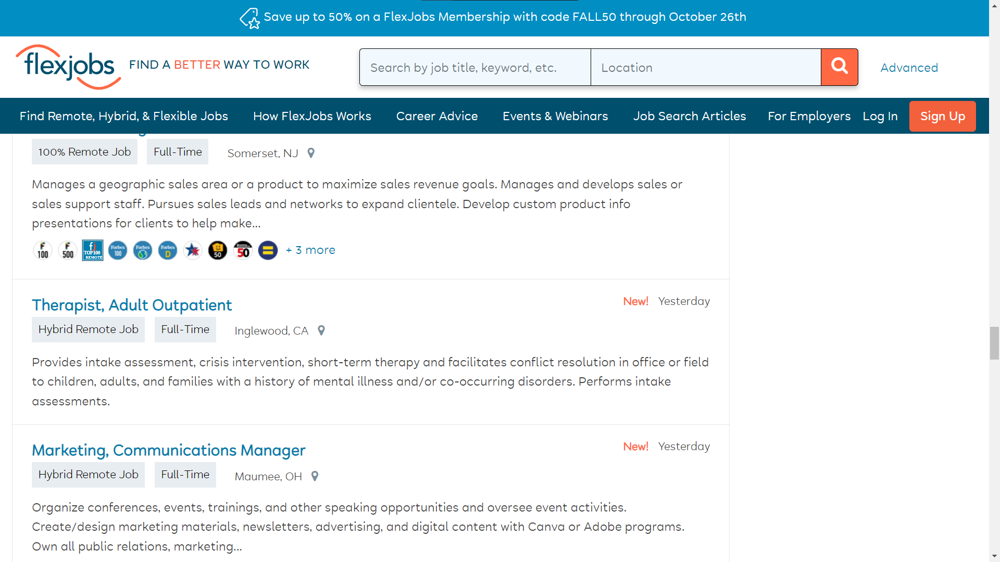 Save up to 50% on a FlexJobs Membership with code FALL50 through October 26th
flexjobs
FIND A BETTER WAY TO WORK
Search by job title, keyword, etc.
Location
Advanced
Find Remote, Hybrid, & Flexible Jobs
How FlexJobs Works
Career Advice
Events & Webinars
Job Search Articles
For Employers
Log In
Sign Up
100% Remote Job
Full-Time
Somerset, NJ
Manages a geographic sales area or a product to maximize sales revenue goals. Manages and develops sales or
sales support staff. Pursues sales leads and networks to expand clientele. Develop custom product info
presentations for clients to help make...
F 100
F 500
fj TOP100 REMOTE
Forbes 100
Forbes
Forbes D
50
50
+ 3 more
Therapist, Adult Outpatient
New! Yesterday
Hybrid Remote Job
Full-Time
Inglewood, CA
Provides intake assessment, crisis intervention, short-term therapy and facilitates conflict resolution in office or field
to children, adults, and families with a history of mental illness and/or co-occurring disorders. Performs intake
assessments.
Marketing, Communications Manager
New! Yesterday
Hybrid Remote Job
Full-Time
Maumee, OH
Organize conferences, events, trainings, and other speaking opportunities and oversee event activities.
Create/design marketing materials, newsletters, advertising, and digital content with Canva or Adobe programs.
Own all public relations, marketing...